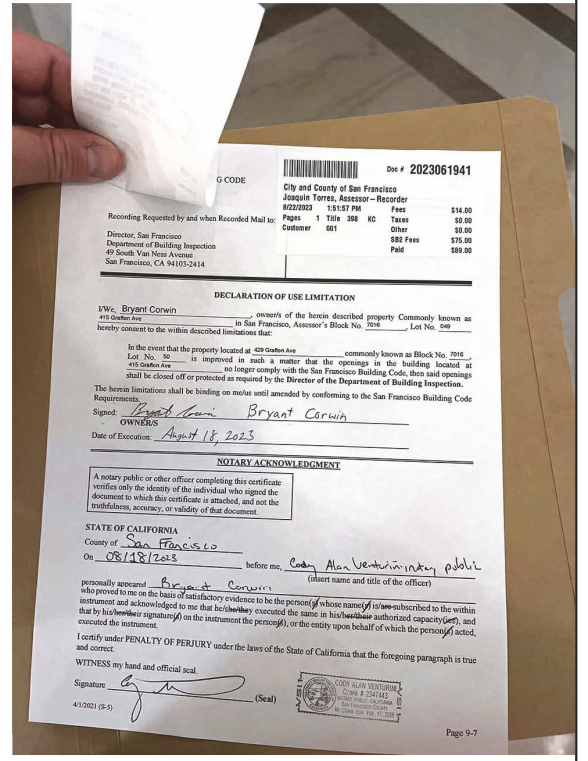 G CODE
Doc # 2023061941
City and County of San Francisco
Joaquin Torres, Assessor – Recorder
8/22/2023 1:51:57 PM Fees $14.00
Pages 1 Title 398 KC Taxes $0.00
Customer 001 Other $0.00
SB2 Fees $75.00
Paid $89.00
Recording Requested by and when Recorded Mail to:
Director, San Francisco
Department of Building Inspection
49 South Van Ness Avenue
San Francisco, CA 94103-2414
DECLARATION OF USE LIMITATION
I/We, Bryant Corwin , owner/s of the herein described property Commonly known as
415 Grafton Ave in San Francisco, Assessor's Block No. 7016 , Lot No. 049
hereby consent to the within described limitations that:
In the event that the property located at 429 Grafton Ave commonly known as Block No. 7016 ,
Lot No. 50 is improved in such a matter that the openings in the building located at
415 Grafton Ave no longer comply with the San Francisco Building Code, then said openings
shall be closed off or protected as required by the Director of the Department of Building Inspection.
The herein limitations shall be binding on me/us until amended by conforming to the San Francisco Building Code
Requirements.
Signed: Bryant Corwin Bryant Corwin
OWNER/S
Date of Execution: August 18, 2023
NOTARY ACKNOWLEDGMENT
A notary public or other officer completing this certificate
verifies only the identity of the individual who signed the
document to which this certificate is attached, and not the
truthfulness, accuracy, or validity of that document.
STATE OF CALIFORNIA
County of San Francisco
On 08/18/2023 before me, Cody Alan Venturini notary public
(insert name and title of the officer)
personally appeared Bryant Corwin
who proved to me on the basis of satisfactory evidence to be the person(s) whose name(s) is/are subscribed to the within
instrument and acknowledged to me that he/she/they executed the same in his/her/their authorized capacity(ies), and
that by his/her/their signature(s) on the instrument the person(s), or the entity upon behalf of which the person(s) acted,
executed the instrument.
I certify under PENALTY OF PERJURY under the laws of the State of California that the foregoing paragraph is true
and correct.
WITNESS my hand and official seal.
Signature (Seal)
CODY ALAN VENTURINI
COMM. # 2347443
NOTARY PUBLIC - CALIFORNIA
SAN FRANCISCO COUNTY
MY COMM. EXP. FEB. 17, 2025
4/1/2021 (S-5)
Page 9-7